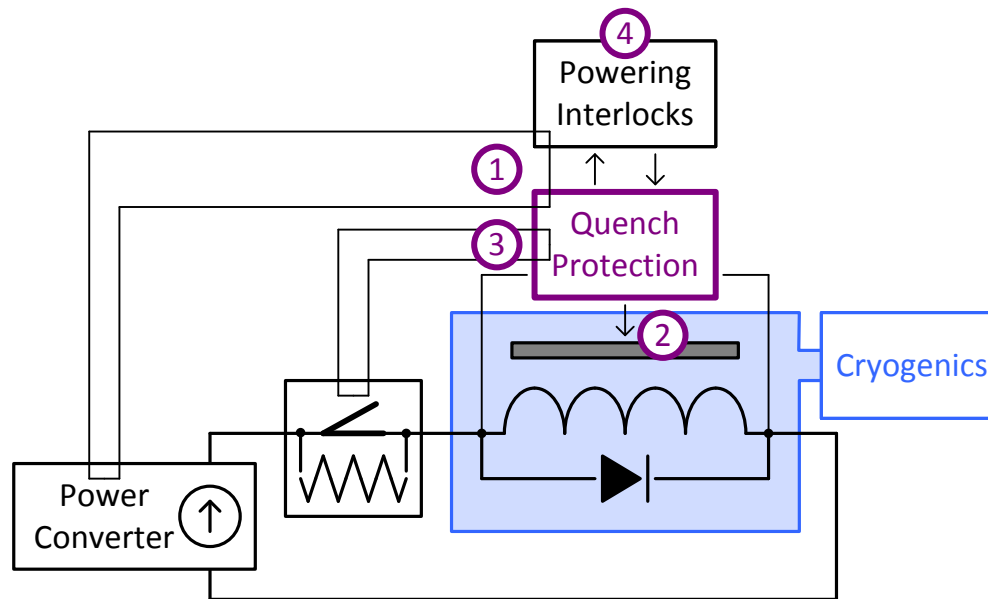 4
Powering
Interlocks
1
Quench
Protection
3
2
Cryogenics
Power
Converter